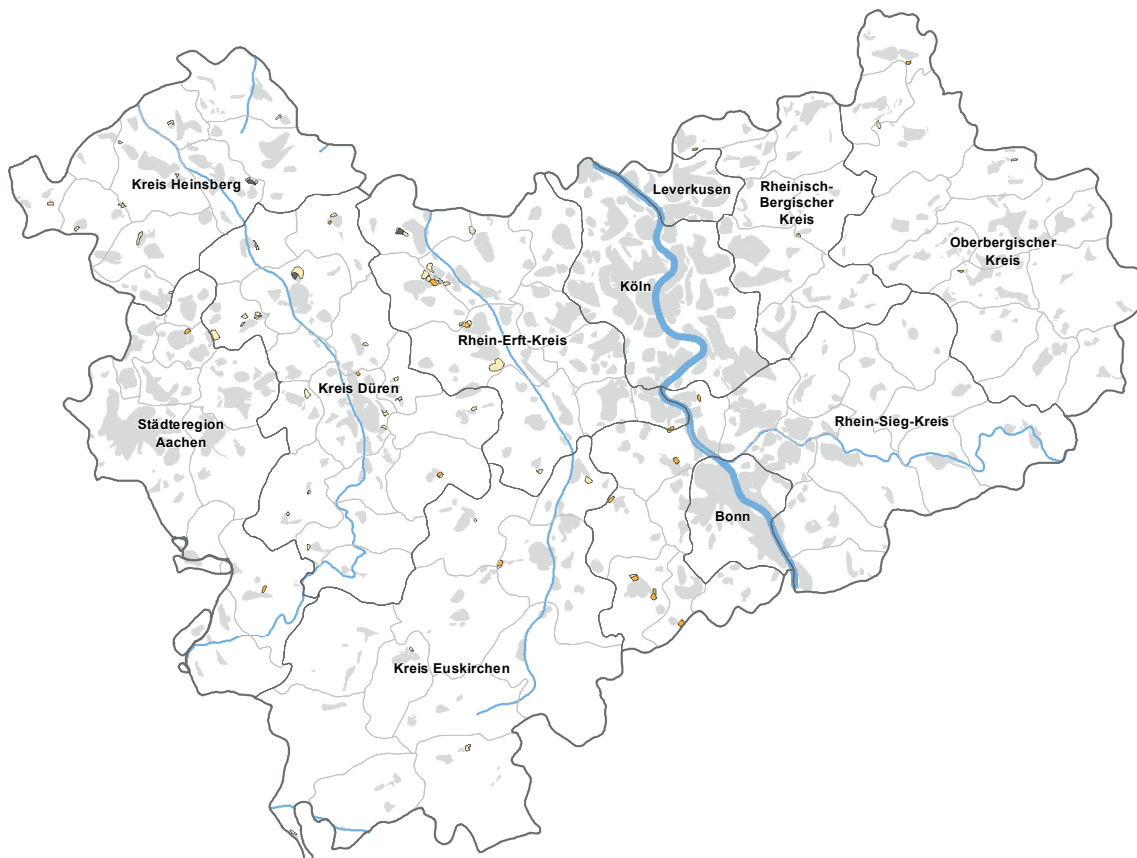 Kreis Heinsberg
Leverkusen
Rheinisch-
Bergischer
Kreis
Oberbergischer
Kreis
Köln
Rhein-Erft-Kreis
Kreis Düren
Städteregion
Aachen
Rhein-Sieg-Kreis
Bonn
Kreis Euskirchen